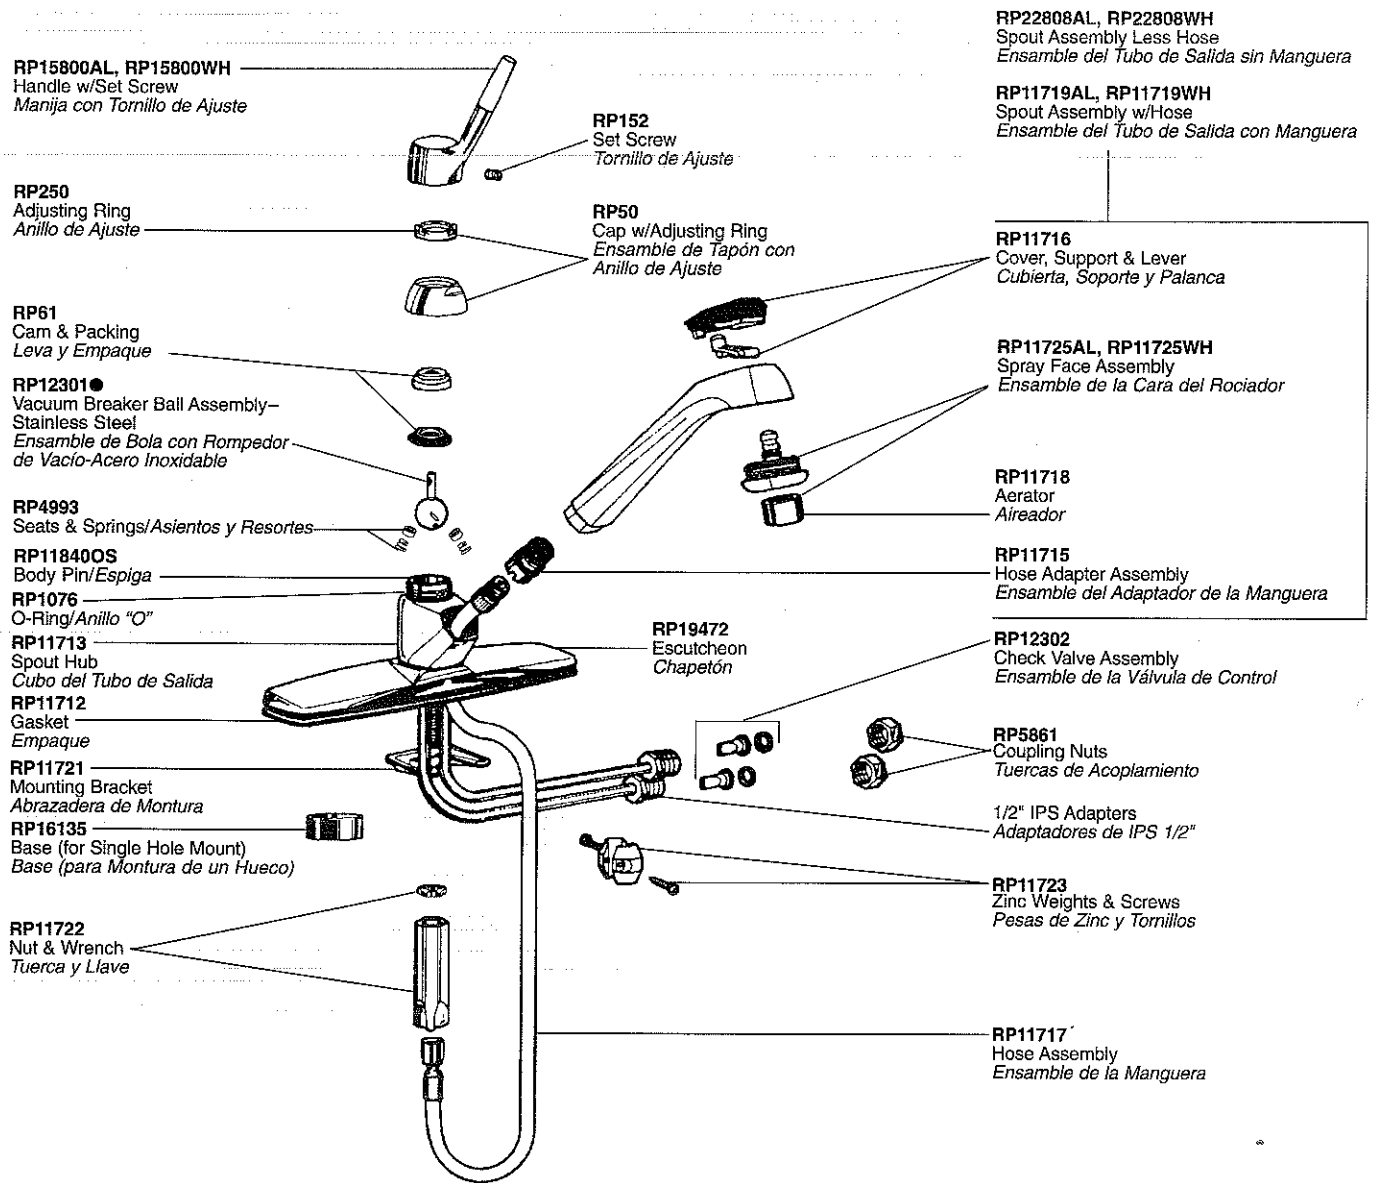 RP15800AL, RP15800WH
Handle w/Set Screw
Manija con Tornillo de Ajuste
RP250
Adjusting Ring
Anillo de Ajuste
RP61
Cam & Packing
Leva y Empaque
RP12301●
Vacuum Breaker Ball Assembly–
Stainless Steel
Ensamble de Bola con Rompedor
de Vacío-Acero Inoxidable
RP4993
Seats & Springs/Asientos y Resortes
RP11840OS
Body Pin/Espiga
RP1076
O-Ring/Anillo "O"
RP11713
Spout Hub
Cubo del Tubo de Salida
RP11712
Gasket
Empaque
RP11721
Mounting Bracket
Abrazadera de Montura
RP16135
Base (for Single Hole Mount)
Base (para Montura de un Hueco)
RP11722
Nut & Wrench
Tuerca y Llave
RP152
Set Screw
Tornillo de Ajuste
RP50
Cap w/Adjusting Ring
Ensamble de Tapón con
Anillo de Ajuste
RP19472
Escutcheon
Chapetón
RP22808AL, RP22808WH
Spout Assembly Less Hose
Ensamble del Tubo de Salida sin Manguera
RP11719AL, RP11719WH
Spout Assembly w/Hose
Ensamble del Tubo de Salida con Manguera
RP11716
Cover, Support & Lever
Cubierta, Soporte y Palanca
RP11725AL, RP11725WH
Spray Face Assembly
Ensamble de la Cara del Rociador
RP11718
Aerator
Aireador
RP11715
Hose Adapter Assembly
Ensamble del Adaptador de la Manguera
RP12302
Check Valve Assembly
Ensamble de la Válvula de Control
RP5861
Coupling Nuts
Tuercas de Acoplamiento
1/2" IPS Adapters
Adaptadores de IPS 1/2"
RP11723
Zinc Weights & Screws
Pesas de Zinc y Tornillos
RP11717
Hose Assembly
Ensamble de la Manguera